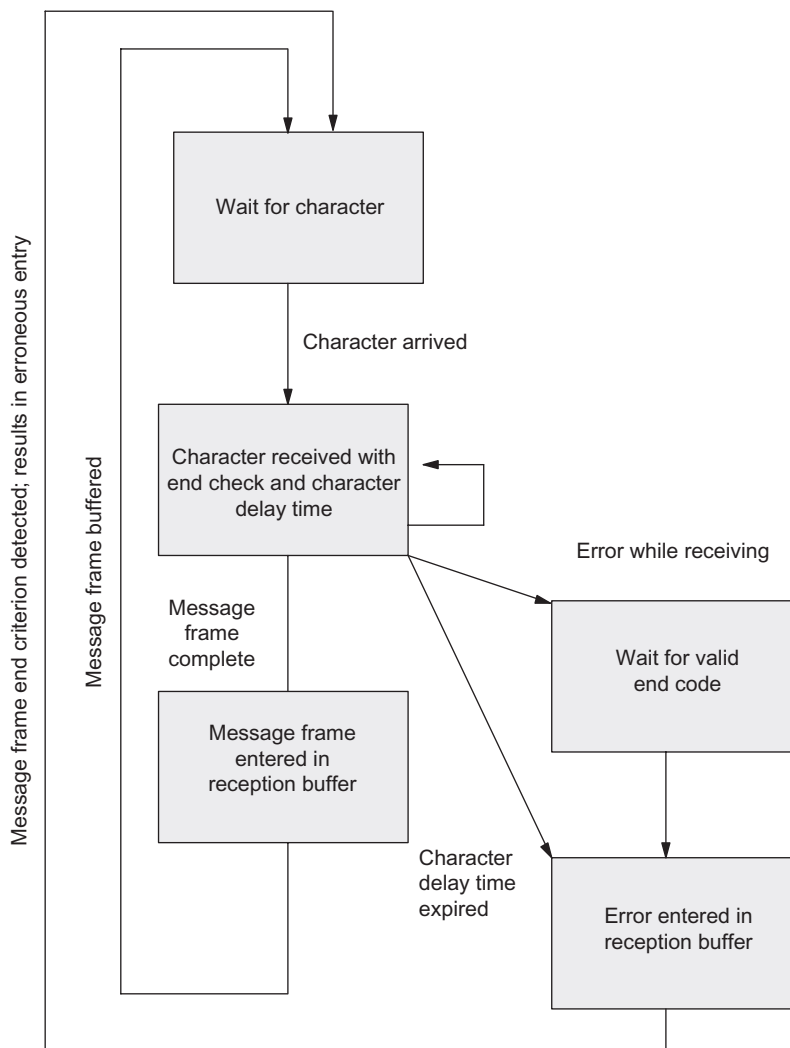 Message frame end criterion detected; results in erroneous entry
Message frame buffered
Wait for character
Character arrived
Character received with
end check and character
delay time
Error while receiving
Message
frame
complete
Wait for valid
end code
Message frame
entered in
reception buffer
Character
delay time
expired
Error entered in
reception buffer